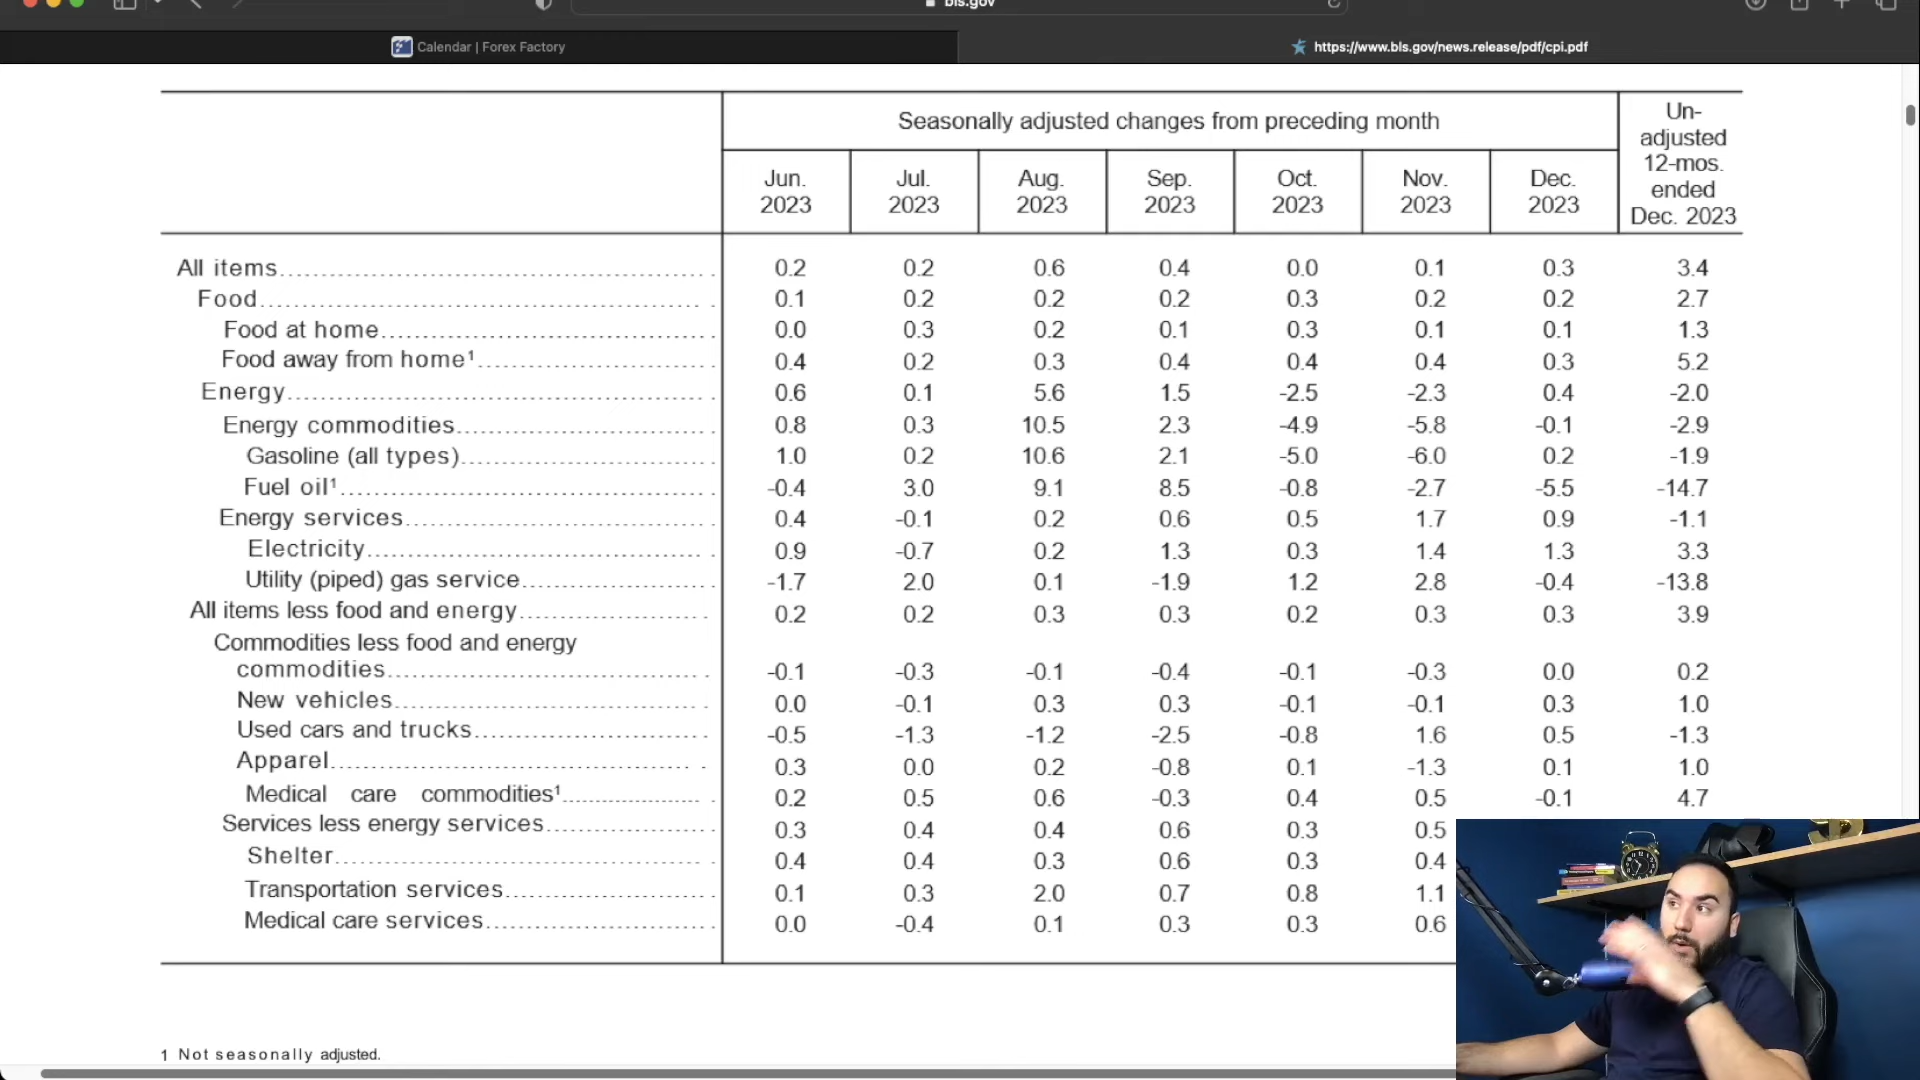 bls.gov
Calendar | Forex Factory
https://www.bls.gov/news.release/pdf/cpi.pdf
Seasonally adjusted changes from preceding month
Un-
adjusted
12-mos.
ended
Dec. 2023
Jun. 2023
Jul. 2023
Aug. 2023
Sep. 2023
Oct. 2023
Nov. 2023
Dec. 2023
All items 0.2 0.2 0.6 0.4 0.0 0.1 0.3 3.4
Food 0.1 0.2 0.2 0.2 0.3 0.2 0.2 2.7
Food at home 0.0 0.3 0.2 0.1 0.3 0.1 0.1 1.3
Food away from home¹ 0.4 0.2 0.3 0.4 0.4 0.4 0.3 5.2
Energy 0.6 0.1 5.6 1.5 -2.5 -2.3 0.4 -2.0
Energy commodities 0.8 0.3 10.5 2.3 -4.9 -5.8 -0.1 -2.9
Gasoline (all types) 1.0 0.2 10.6 2.1 -5.0 -6.0 0.2 -1.9
Fuel oil¹ -0.4 3.0 9.1 8.5 -0.8 -2.7 -5.5 -14.7
Energy services 0.4 -0.1 0.2 0.6 0.5 1.7 0.9 -1.1
Electricity 0.9 -0.7 0.2 1.3 0.3 1.4 1.3 3.3
Utility (piped) gas service -1.7 2.0 0.1 -1.9 1.2 2.8 -0.4 -13.8
All items less food and energy 0.2 0.2 0.3 0.3 0.2 0.3 0.3 3.9
Commodities less food and energy
commodities -0.1 -0.3 -0.1 -0.4 -0.1 -0.3 0.0 0.2
New vehicles 0.0 -0.1 0.3 0.3 -0.1 -0.1 0.3 1.0
Used cars and trucks -0.5 -1.3 -1.2 -2.5 -0.8 1.6 0.5 -1.3
Apparel 0.3 0.0 0.2 -0.8 0.1 -1.3 0.1 1.0
Medical care commodities¹ 0.2 0.5 0.6 -0.3 0.4 0.5 -0.1 4.7
Services less energy services 0.3 0.4 0.4 0.6 0.3 0.5
Shelter 0.4 0.4 0.3 0.6 0.3 0.4
Transportation services 0.1 0.3 2.0 0.7 0.8 1.1
Medical care services 0.0 -0.4 0.1 0.3 0.3 0.6
1 Not seasonally adjusted.